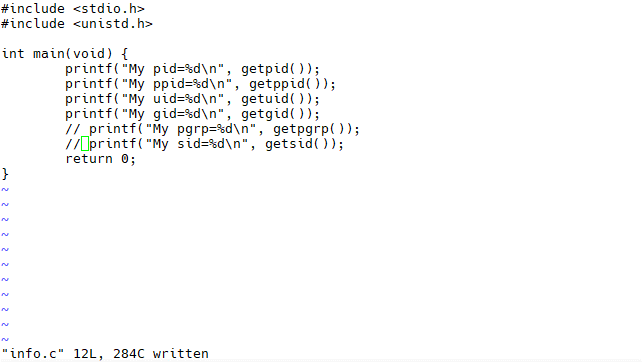 #include <stdio.h>
#include <unistd.h>
int main(void) {
printf("My pid=%d\n", getpid());
printf("My ppid=%d\n", getppid());
printf("My uid=%d\n", getuid());
printf("My gid=%d\n", getgid());
// printf("My pgrp=%d\n", getpgrp());
// printf("My sid=%d\n", getsid());
return 0;
}
~
~
~
~
~
~
~
~
~
~
~
"info.c" 12L, 284C written